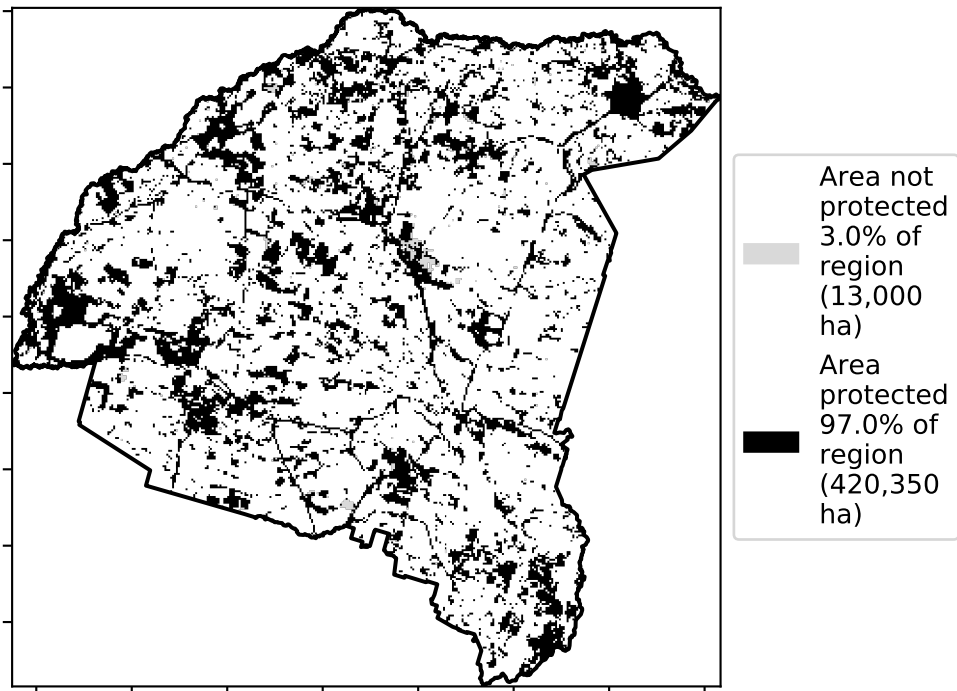 Area not
protected
3.0% of
region
(13,000
ha)
Area
protected
97.0% of
region
(420,350
ha)